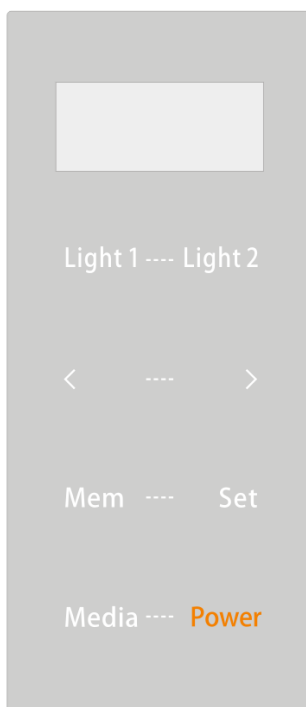 Light 1 ---- Light 2
< ---- >
Mem ---- Set
Media ---- Power